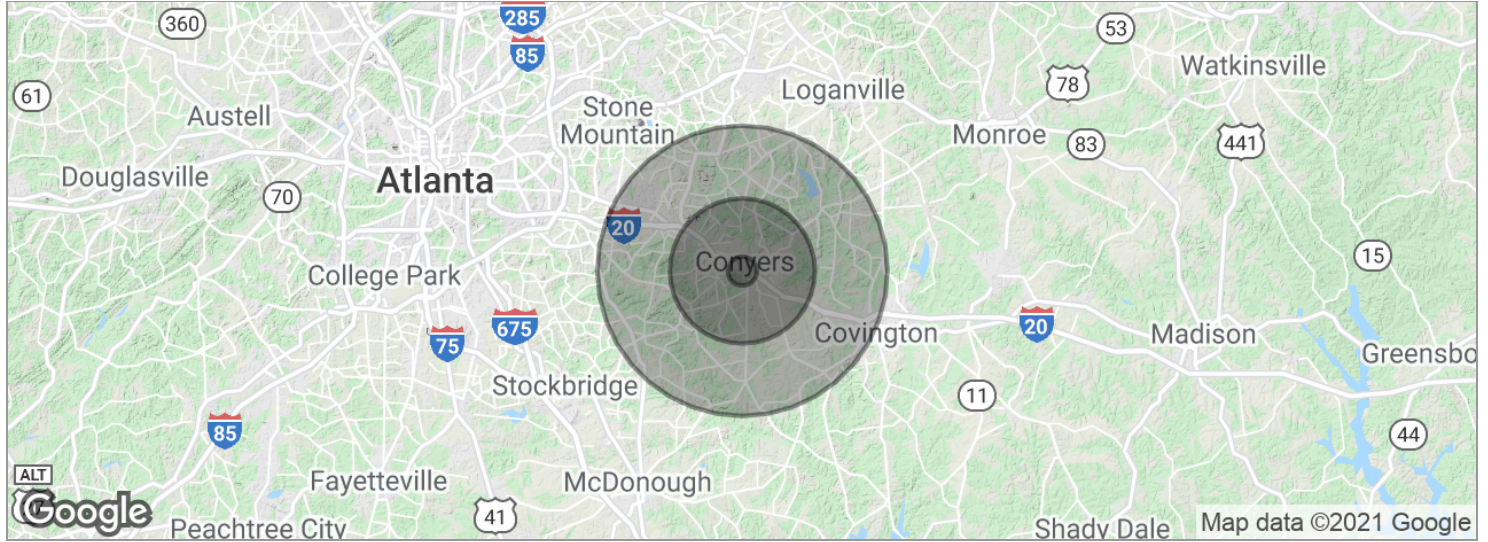 360
285
85
53
61
78
Watkinsville
Loganville
Austell
Stone
Mountain
Monroe
83
441
Douglasville
Atlanta
70
20
15
Conyers
College Park
675
75
Covington
20
Madison
Greensbo
Stockbridge
11
85
44
ALT
Fayetteville
McDonough
41
Google
Peachtree City
Shady Dale
Map data ©2021 Google